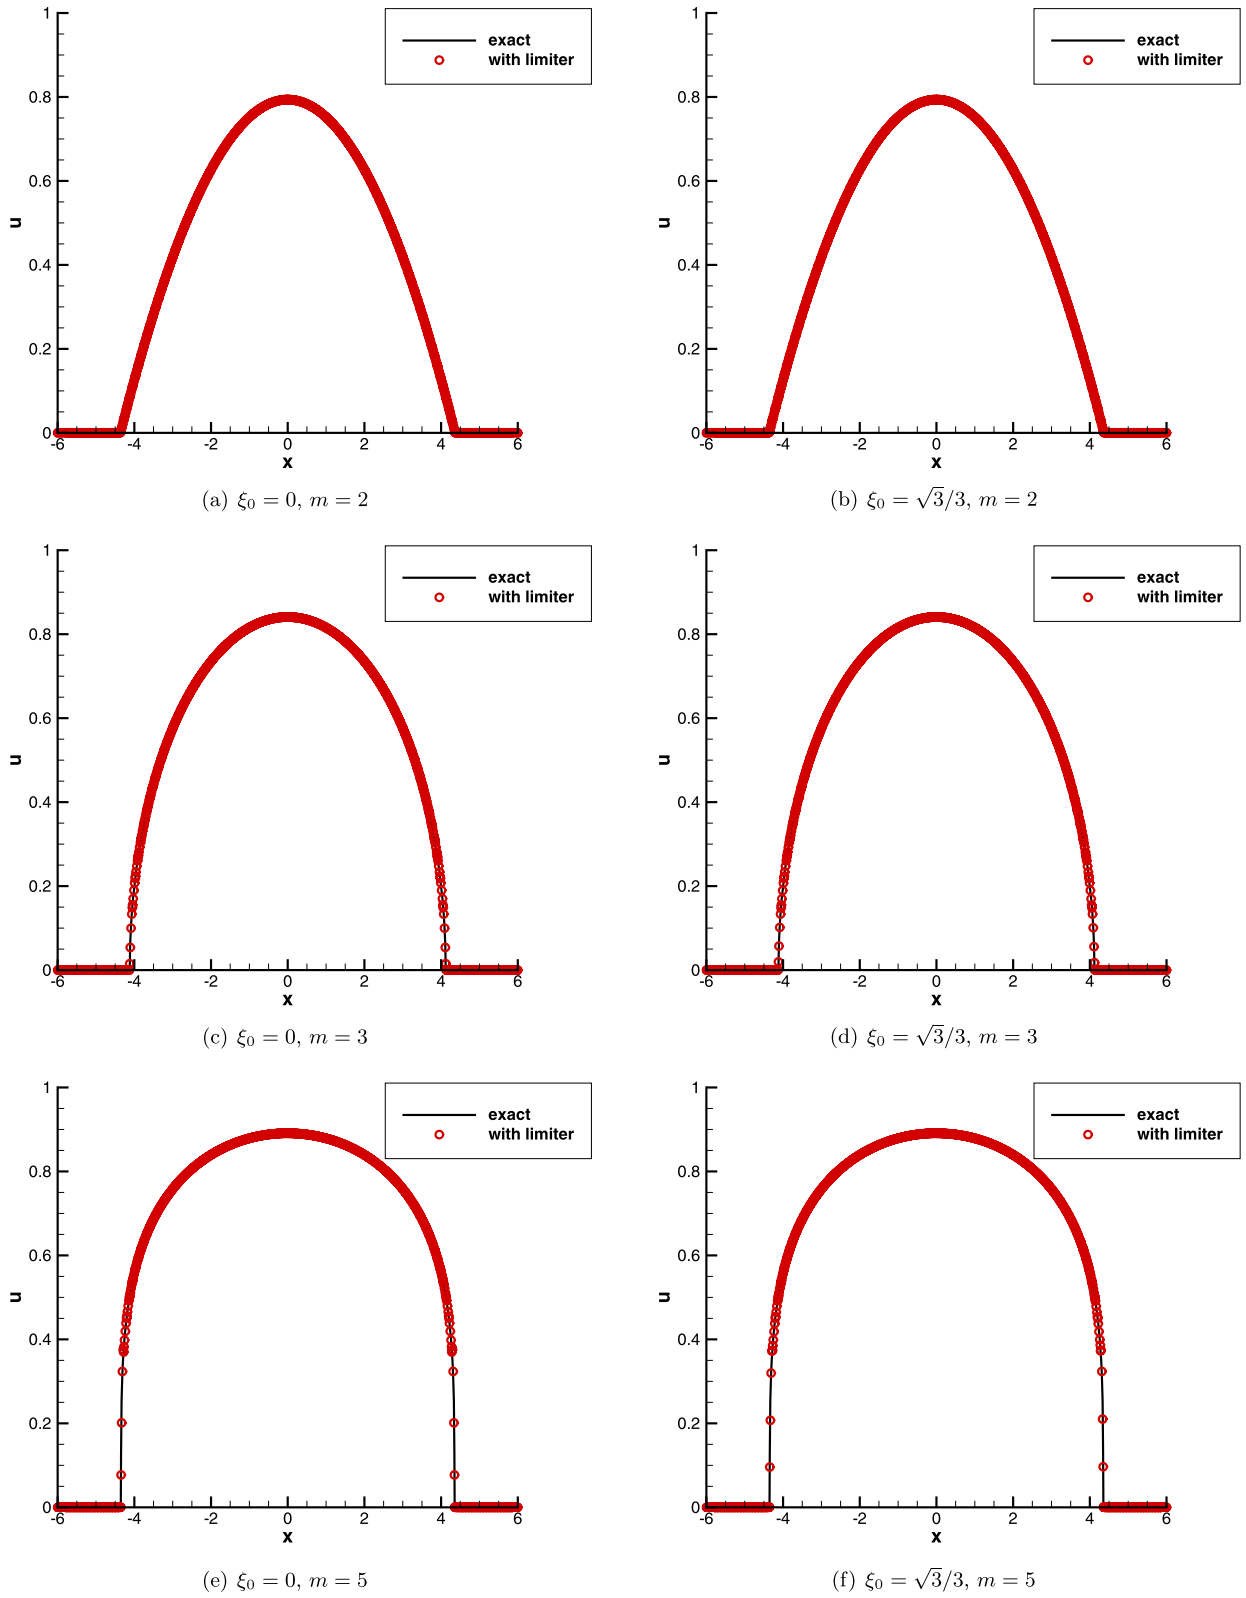 1
0.8
0.6
0.4
0.2
0
u
-6 -4 -2 0 2 4 6
x
exact
with limiter
(a) ξ₀ = 0, m = 2
1
0.8
0.6
0.4
0.2
0
u
-6 -4 -2 0 2 4 6
x
exact
with limiter
(b) ξ₀ = √3/3, m = 2
1
0.8
0.6
0.4
0.2
0
u
-6 -4 -2 0 2 4 6
x
exact
with limiter
(c) ξ₀ = 0, m = 3
1
0.8
0.6
0.4
0.2
0
u
-6 -4 -2 0 2 4 6
x
exact
with limiter
(d) ξ₀ = √3/3, m = 3
1
0.8
0.6
0.4
0.2
0
u
-6 -4 -2 0 2 4 6
x
exact
with limiter
(e) ξ₀ = 0, m = 5
1
0.8
0.6
0.4
0.2
0
u
-6 -4 -2 0 2 4 6
x
exact
with limiter
(f) ξ₀ = √3/3, m = 5